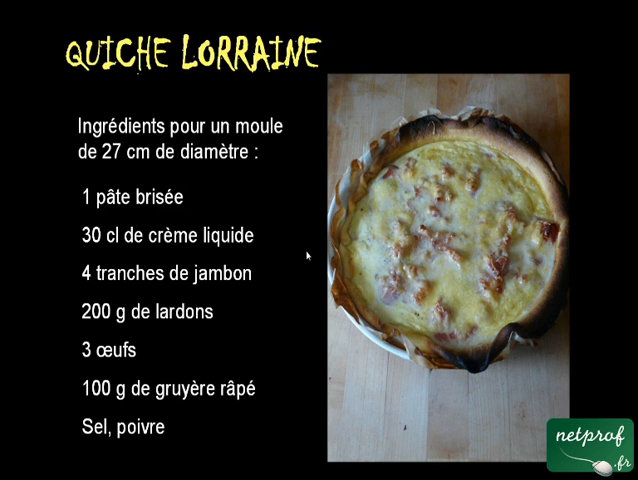 QUICHE LORRAINE
Ingrédients pour un moule
de 27 cm de diamètre :
1 pâte brisée
30 cl de crème liquide
4 tranches de jambon
200 g de lardons
3 œufs
100 g de gruyère râpé
Sel, poivre
netprof
.fr